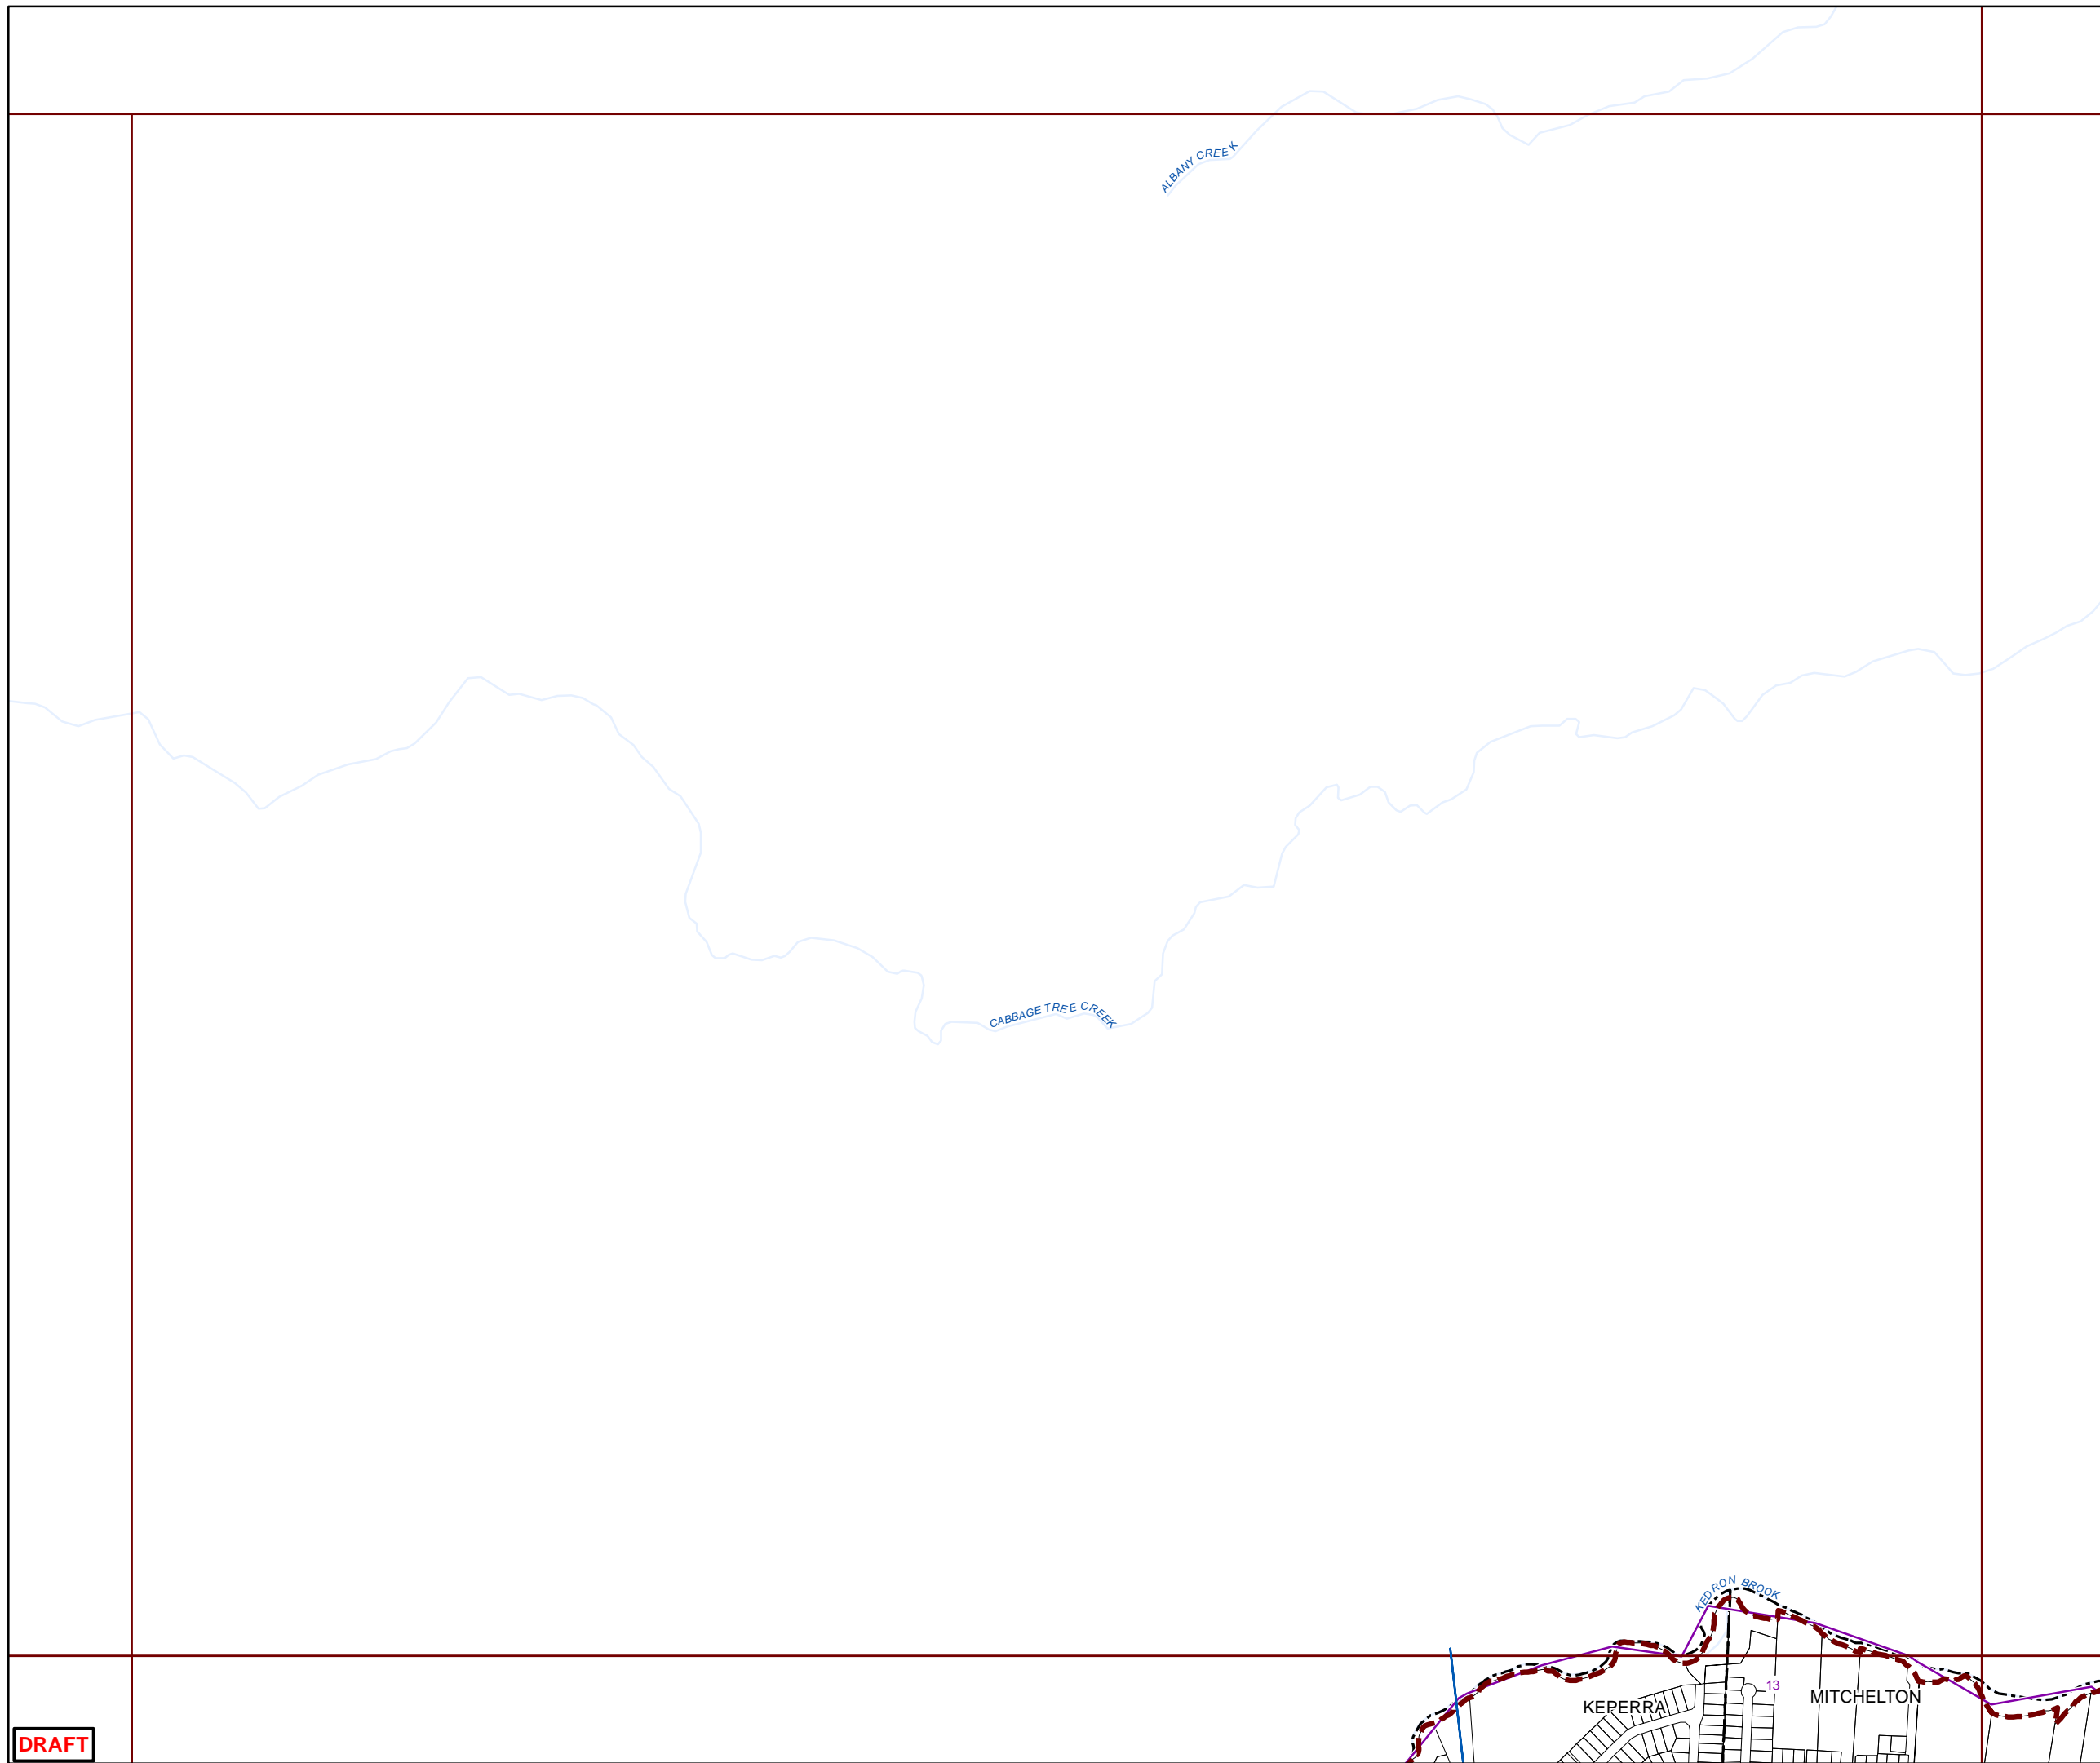 ALBANY CREEK
CABBAGE TREE CREEK
KEDRON BROOK
13
MITCHELTON
KEPERRA
DRAFT